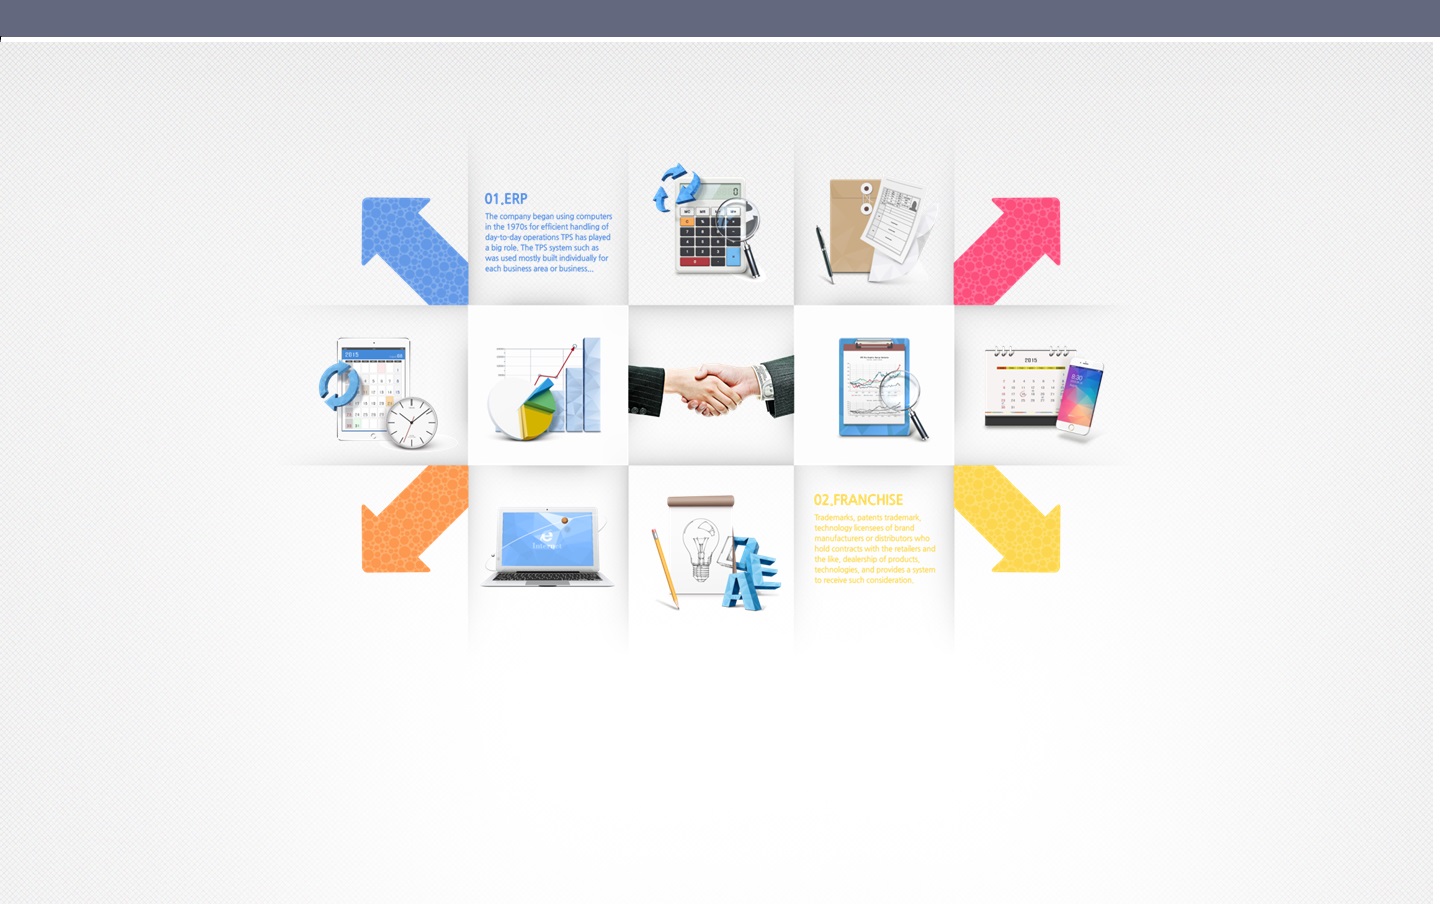 01.ERP
The company began using computers
in the 1970s for efficient handling of
day-to-day operations TPS has played
a big role. The TPS system such as
was used mostly built individually for
each business area or business...
0
2015
2015
8:30
e
Internet
A
E
02.FRANCHISE
Trademarks, patents trademark,
technology licensees of brand
manufacturers or distributors who
hold contracts with the retailers and
the like, dealership of products,
technologies, and provides a system
to receive such consideration.